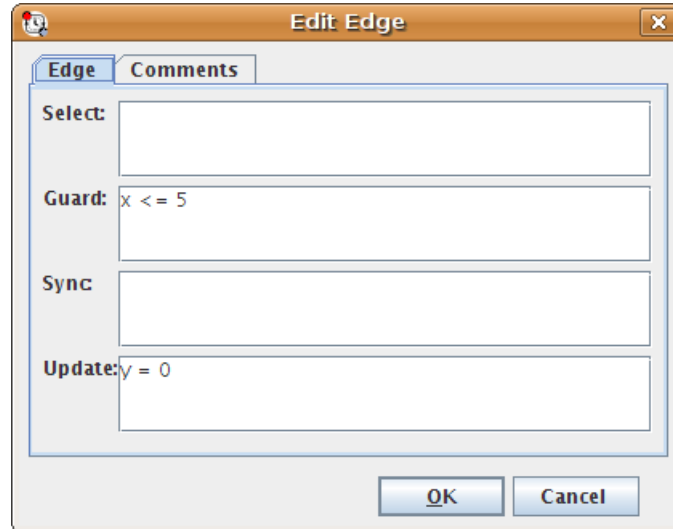 Edit Edge
Edge Comments
Select:
Guard: x <= 5
Sync:
Update: y = 0
OK Cancel